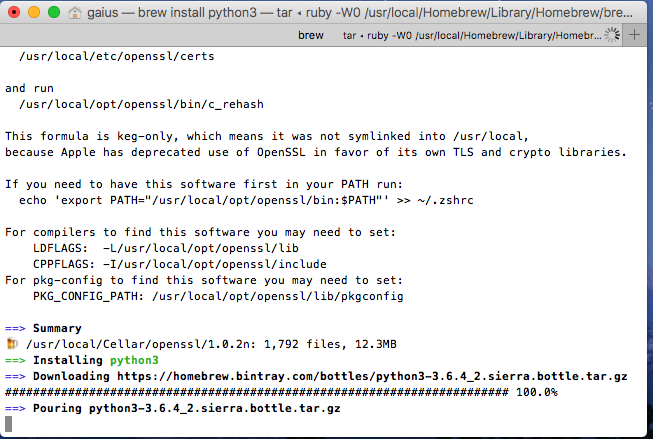 gaius — brew install python3 — tar ◂ ruby -W0 /usr/local/Homebrew/Library/Homebrew/bre...
brew tar ◂ ruby -W0 /usr/local/Homebrew/Library/Homebr... +
/usr/local/etc/openssl/certs
and run
/usr/local/opt/openssl/bin/c_rehash
This formula is keg-only, which means it was not symlinked into /usr/local,
because Apple has deprecated use of OpenSSL in favor of its own TLS and crypto libraries.
If you need to have this software first in your PATH run:
echo 'export PATH="/usr/local/opt/openssl/bin:$PATH"' >> ~/.zshrc
For compilers to find this software you may need to set:
LDFLAGS:  -L/usr/local/opt/openssl/lib
CPPFLAGS: -I/usr/local/opt/openssl/include
For pkg-config to find this software you may need to set:
PKG_CONFIG_PATH: /usr/local/opt/openssl/lib/pkgconfig
==> Summary
🍺 /usr/local/Cellar/openssl/1.0.2n: 1,792 files, 12.3MB
==> Installing python3
==> Downloading https://homebrew.bintray.com/bottles/python3-3.6.4_2.sierra.bottle.tar.gz
######################################################################## 100.0%
==> Pouring python3-3.6.4_2.sierra.bottle.tar.gz